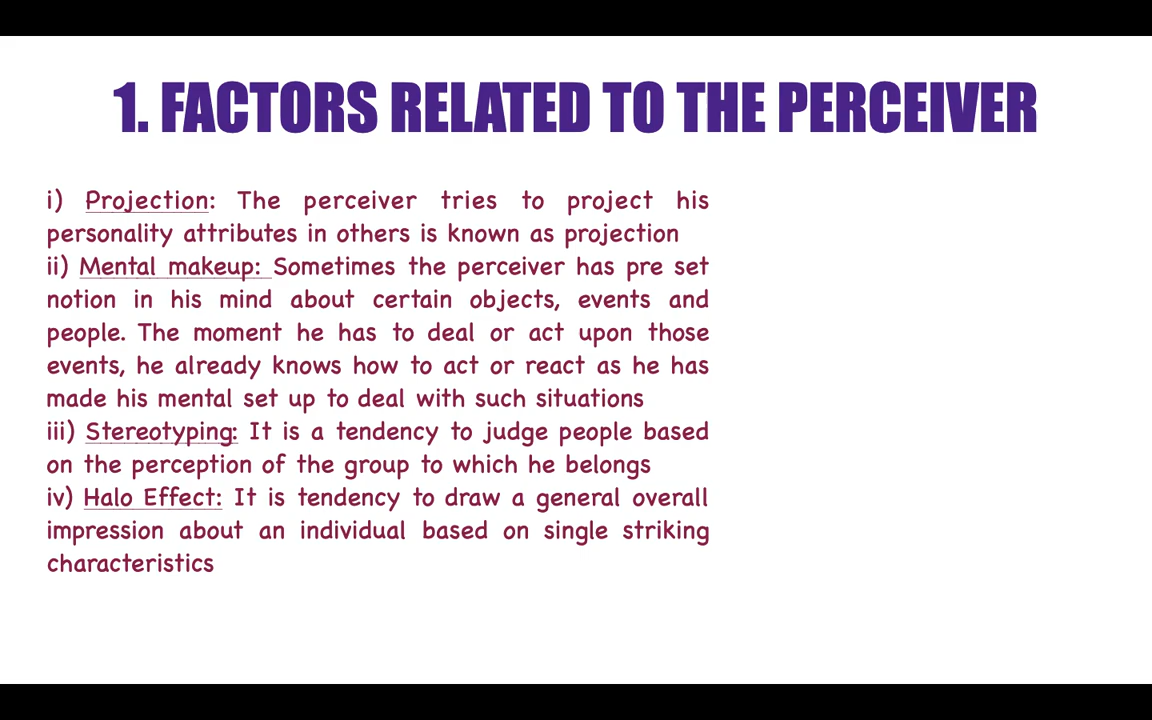 1. FACTORS RELATED TO THE PERCEIVER
i) Projection: The perceiver tries to project his
personality attributes in others is known as projection
ii) Mental makeup: Sometimes the perceiver has pre set
notion in his mind about certain objects, events and
people. The moment he has to deal or act upon those
events, he already knows how to act or react as he has
made his mental set up to deal with such situations
iii) Stereotyping: It is a tendency to judge people based
on the perception of the group to which he belongs
iv) Halo Effect: It is tendency to draw a general overall
impression about an individual based on single striking
characteristics